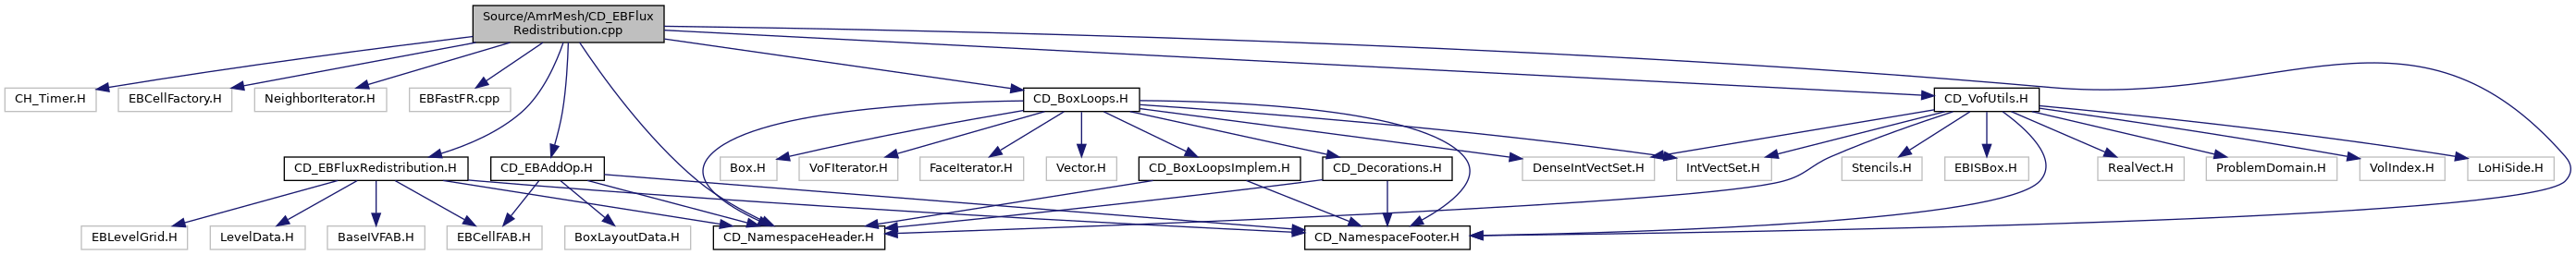 Source/AmrMesh/CD_EBFlux
Redistribution.cpp
CH_Timer.H
EBCellFactory.H
NeighborIterator.H
EBFastFR.cpp
CD_BoxLoops.H
CD_VofUtils.H
CD_EBFluxRedistribution.H
CD_EBAddOp.H
Box.H
VoFIterator.H
FaceIterator.H
Vector.H
CD_BoxLoopsImplem.H
CD_Decorations.H
DenseIntVectSet.H
IntVectSet.H
Stencils.H
EBISBox.H
RealVect.H
ProblemDomain.H
VolIndex.H
LoHiSide.H
EBLevelGrid.H
LevelData.H
BaseIVFAB.H
EBCellFAB.H
BoxLayoutData.H
CD_NamespaceHeader.H
CD_NamespaceFooter.H